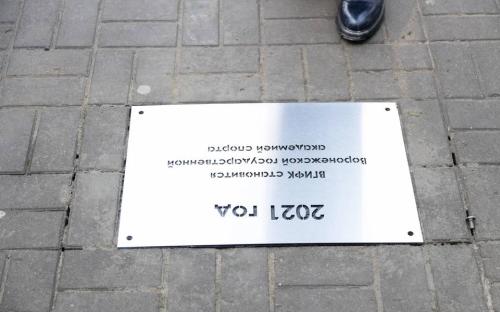 2021 ГОД
ВГИФК становится
Воронежской государственной
академией спорта